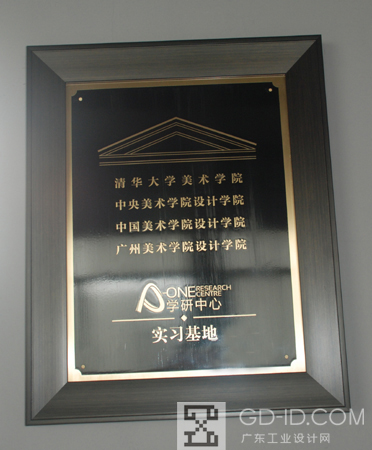 清华大学美术学院
中央美术学院设计学院
中国美术学院设计学院
广州美术学院设计学院
A-ONE RESEARCH CENTRE
学研中心
实习基地
GD-ID.COM
广东工业设计网